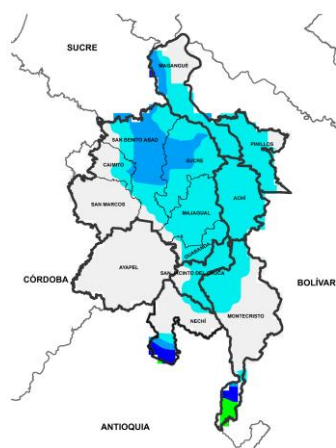 SUCRE
MAGANGUÉ
SAN BENITO ABAD
SUCRE
PINILLOS
CAIMITO
SAN MARCOS
MAJAGUAL
ACHÍ
GUARANDA
AYAPEL
SAN JACINTO DEL CAUCA
CÓRDOBA
BOLÍVAR
NECHÍ
MONTECRISTO
ANTIOQUIA